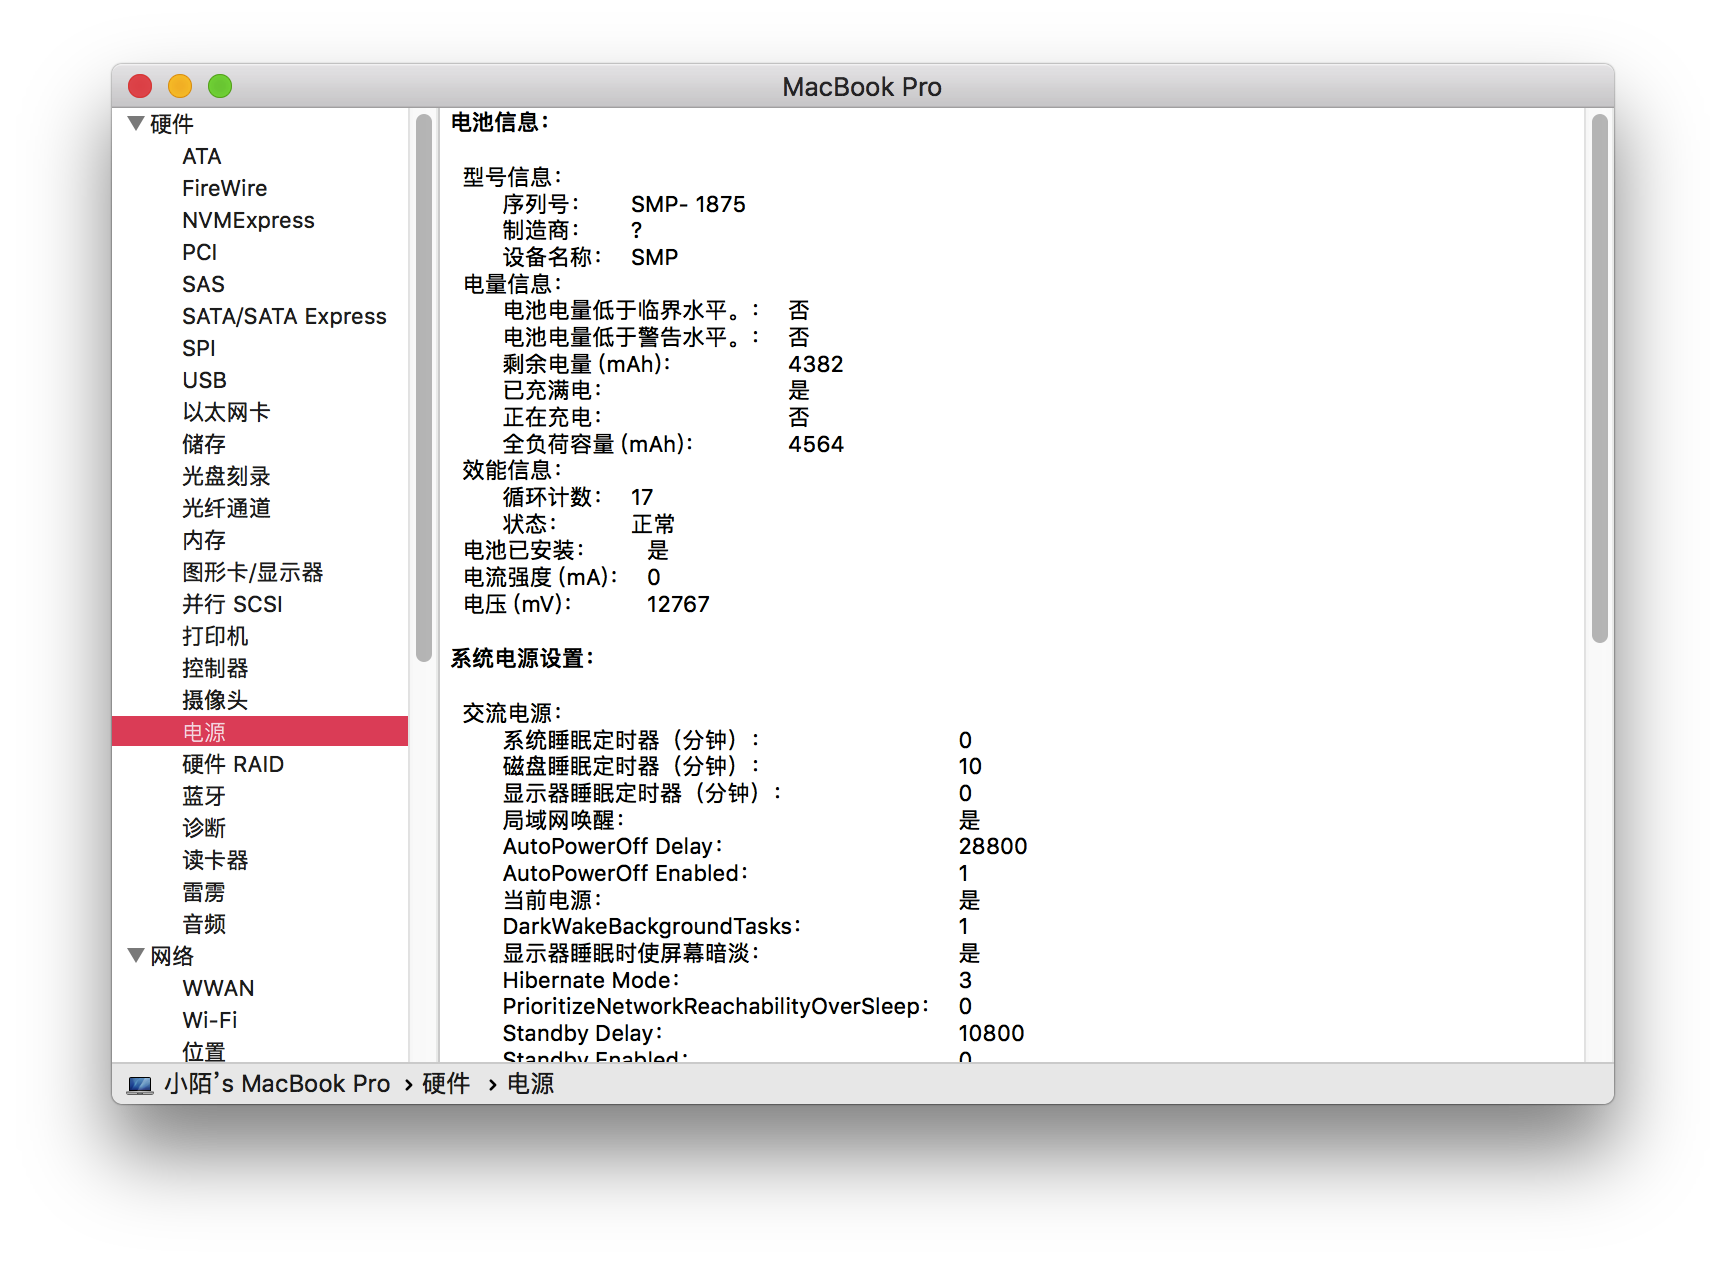 MacBook Pro
硬件
ATA
FireWire
NVMExpress
PCI
SAS
SATA/SATA Express
SPI
USB
以太网卡
储存
光盘刻录
光纤通道
内存
图形卡/显示器
并行 SCSI
打印机
控制器
摄像头
电源
硬件 RAID
蓝牙
诊断
读卡器
雷雳
音频
网络
WWAN
Wi-Fi
位置
电池信息：
型号信息：
序列号： SMP- 1875
制造商： ?
设备名称： SMP
电量信息：
电池电量低于临界水平。： 否
电池电量低于警告水平。： 否
剩余电量 (mAh)： 4382
已充满电： 是
正在充电： 否
全负荷容量 (mAh)： 4564
效能信息：
循环计数： 17
状态： 正常
电池已安装： 是
电流强度 (mA)： 0
电压 (mV)： 12767
系统电源设置：
交流电源：
系统睡眠定时器（分钟）： 0
磁盘睡眠定时器（分钟）： 10
显示器睡眠定时器（分钟）： 0
局域网唤醒： 是
AutoPowerOff Delay： 28800
AutoPowerOff Enabled： 1
当前电源： 是
DarkWakeBackgroundTasks： 1
显示器睡眠时使屏幕暗淡： 是
Hibernate Mode： 3
PrioritizeNetworkReachabilityOverSleep： 0
Standby Delay： 10800
Standby Enabled： 0
小陌’s MacBook Pro › 硬件 › 电源